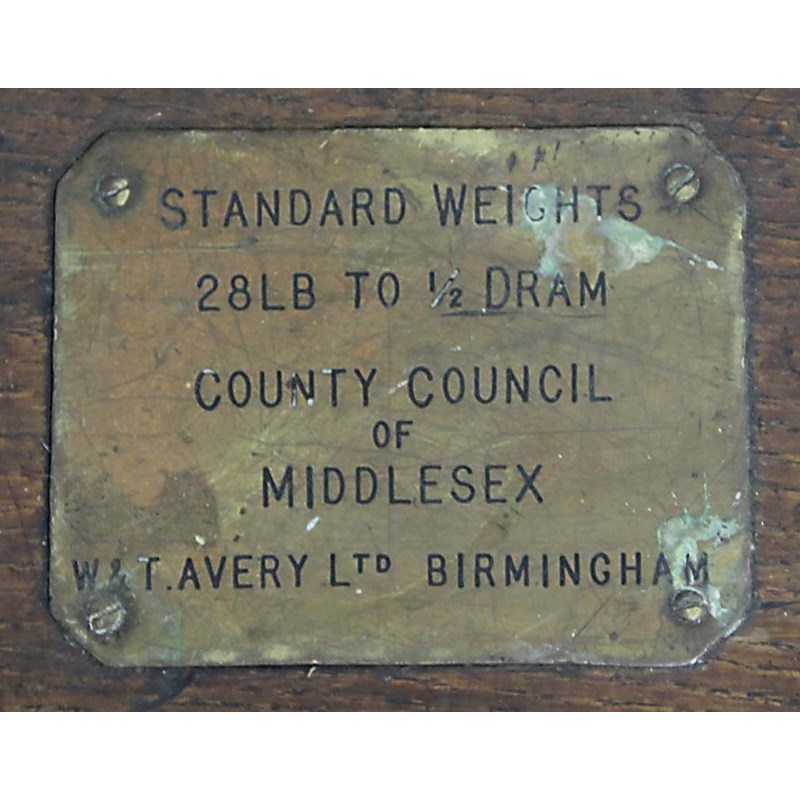 STANDARD WEIGHTS
28LB TO ½ DRAM
COUNTY COUNCIL
OF
MIDDLESEX
W & T. AVERY LTD BIRMINGHAM